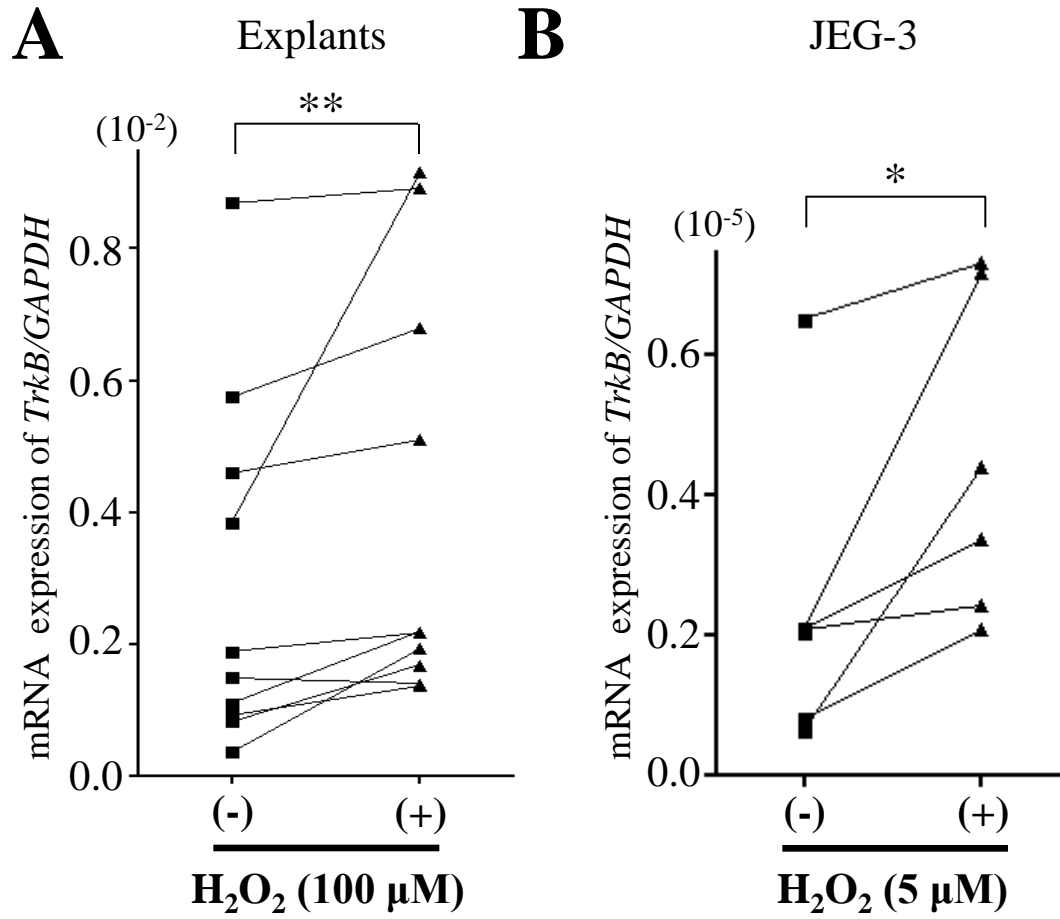 A Explants
**
(10-2)
mRNA expression of TrkB/GAPDH
0.8
0.6
0.4
0.2
0.0
(-) (+)
H2O2 (100 μM)
B JEG-3
*
(10-5)
mRNA expression of TrkB/GAPDH
0.6
0.4
0.2
0.0
(-) (+)
H2O2 (5 μM)